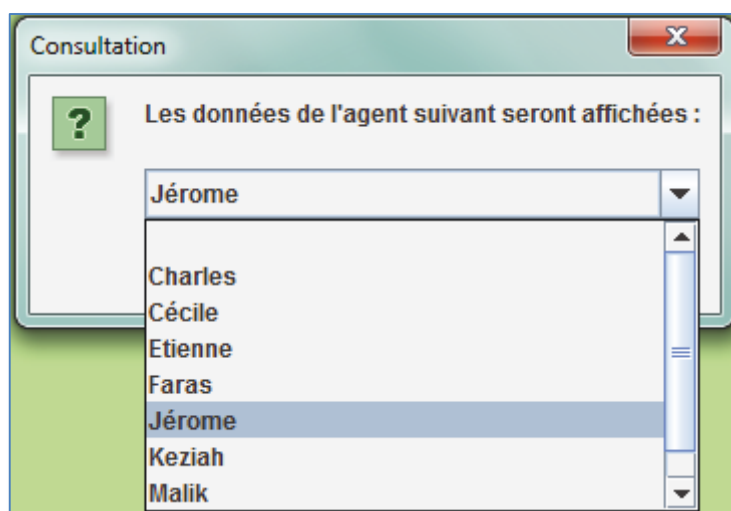 Consultation
Les données de l'agent suivant seront affichées :
Jérome
Charles
Cécile
Etienne
Faras
Jérome
Keziah
Malik